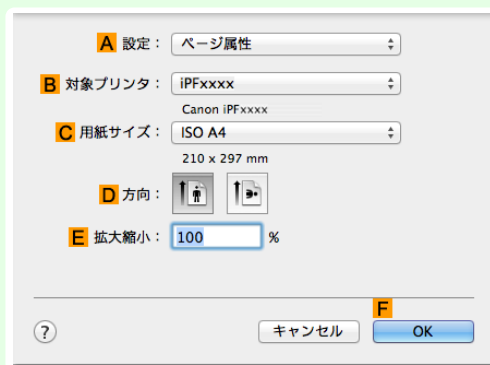 A 設定： ページ属性
B 対象プリンタ： iPFxxxx
Canon iPFxxxx
C 用紙サイズ： ISO A4
210 x 297 mm
D 方向：
E 拡大縮小： 100 %
F
? キャンセル OK